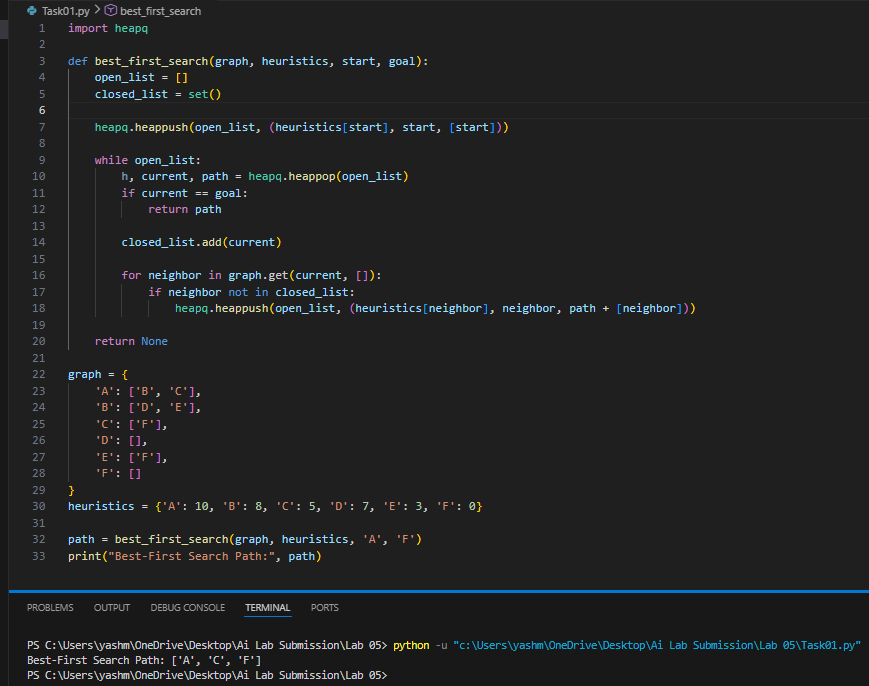 Task01.py > best_first_search
1 import heapq
2
3 def best_first_search(graph, heuristics, start, goal):
4     open_list = []
5     closed_list = set()
6
7     heapq.heappush(open_list, (heuristics[start], start, [start]))
8
9     while open_list:
10         h, current, path = heapq.heappop(open_list)
11         if current == goal:
12             return path
13
14         closed_list.add(current)
15
16         for neighbor in graph.get(current, []):
17             if neighbor not in closed_list:
18                 heapq.heappush(open_list, (heuristics[neighbor], neighbor, path + [neighbor]))
19
20     return None
21
22 graph = {
23     'A': ['B', 'C'],
24     'B': ['D', 'E'],
25     'C': ['F'],
26     'D': [],
27     'E': ['F'],
28     'F': []
29 }
30 heuristics = {'A': 10, 'B': 8, 'C': 5, 'D': 7, 'E': 3, 'F': 0}
31
32 path = best_first_search(graph, heuristics, 'A', 'F')
33 print("Best-First Search Path:", path)
PROBLEMS OUTPUT DEBUG CONSOLE TERMINAL PORTS
PS C:\Users\yashm\OneDrive\Desktop\Ai Lab Submission\Lab 05> python -u "c:\Users\yashm\OneDrive\Desktop\Ai Lab Submission\Lab 05\Task01.py"
Best-First Search Path: ['A', 'C', 'F']
PS C:\Users\yashm\OneDrive\Desktop\Ai Lab Submission\Lab 05>